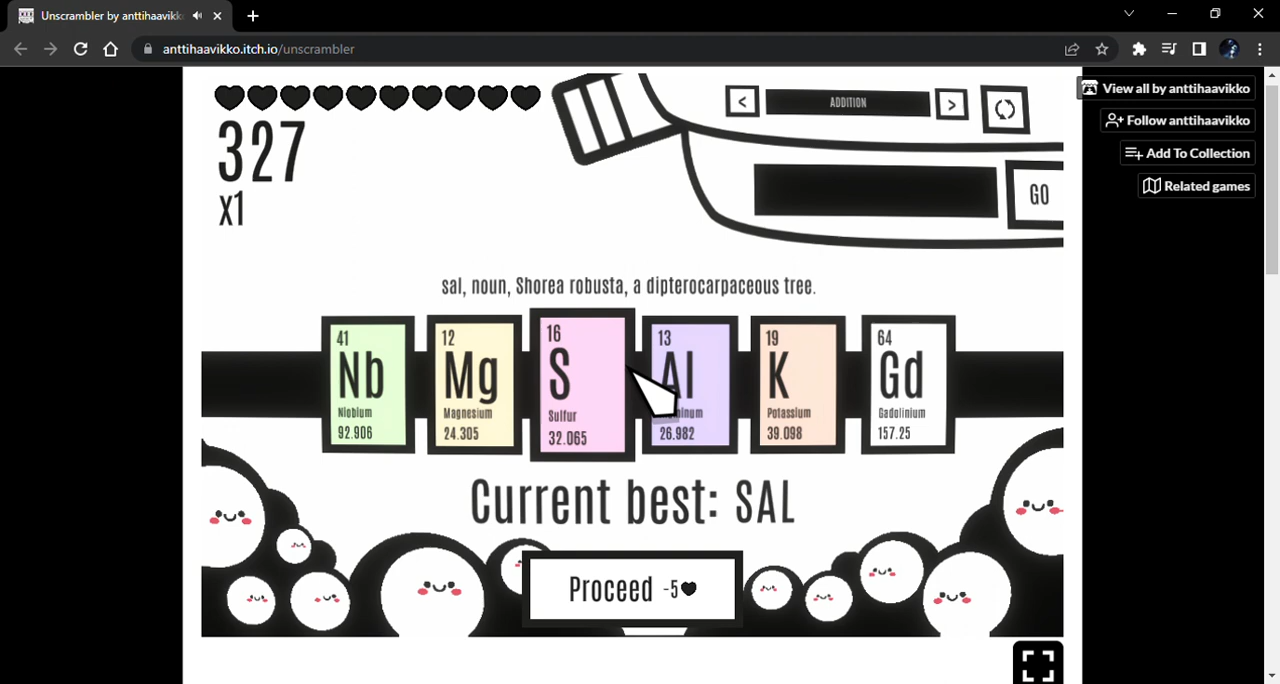 Unscrambler by anttihaavikk
anttihaavikko.itch.io/unscrambler
View all by anttihaavikko
Follow anttihaavikko
Add To Collection
Related games
327
x1
<
ADDITION
>
GO
sal, noun, Shorea robusta, a dipterocarpaceous tree.
41
Nb
Niobium
92.906
12
Mg
Magnesium
24.305
16
S
Sulfur
32.065
13
Al
26.982
19
K
Potassium
39.098
64
Gd
Gadolinium
157.25
Current best: SAL
Proceed -5